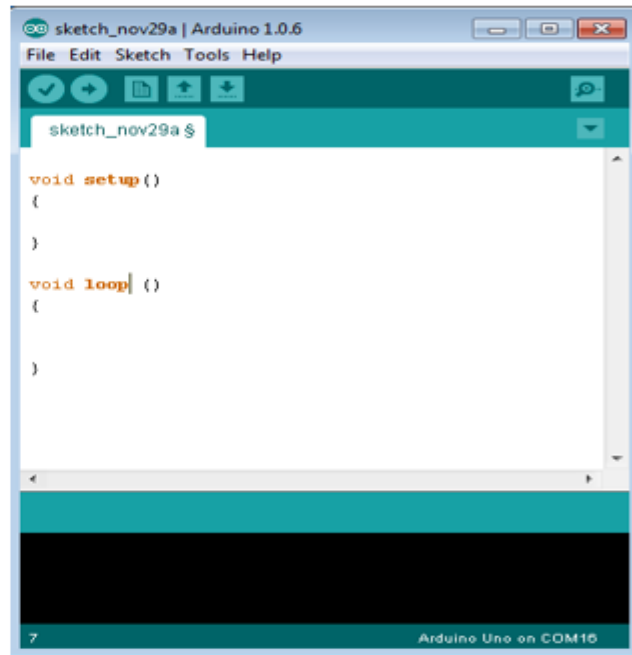 sketch_nov29a | Arduino 1.0.6
File Edit Sketch Tools Help
sketch_nov29a §
void setup()
{
}
void loop ()
{
}
7
Arduino Uno on COM16